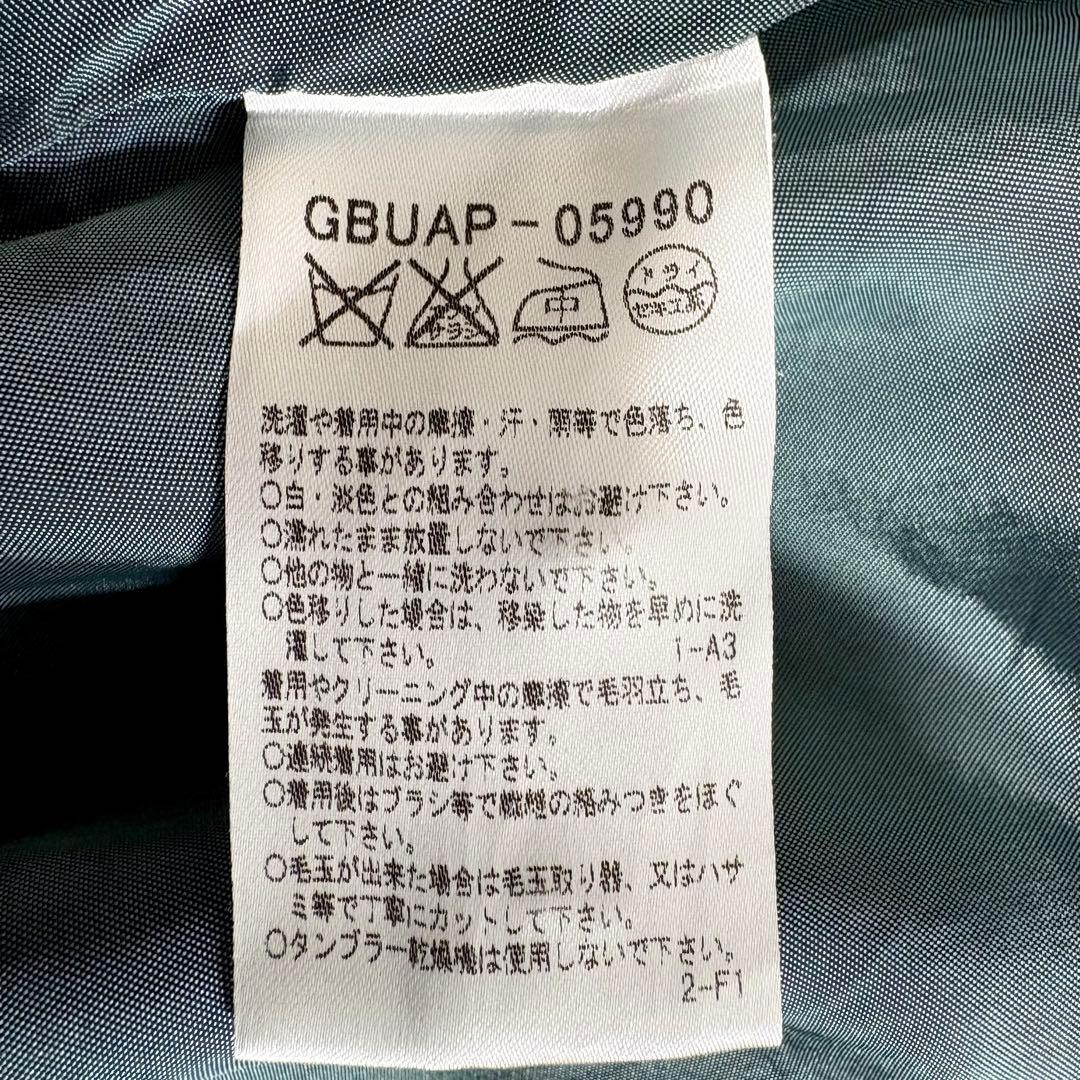 GBUAP-05990
エンソ サラシ 中 ドライ セキユ系
洗濯や着用中の摩擦・汗・雨等で色落ち、色
移りする事があります。
○白・淡色との組み合わせはお避け下さい。
○濡れたまま放置しないで下さい。
○他の物と一緒に洗わないで下さい。
○色移りした場合は、移染した物を早めに洗
濯して下さい。 1-A3
着用やクリーニング中の摩擦で毛羽立ち、毛
玉が発生する事があります。
○連続着用はお避け下さい。
○着用後はブラシ等で繊維の絡みつきをほぐ
して下さい。
○毛玉が出来た場合は毛玉取り器、又はハサ
ミ等で丁寧にカットして下さい。
○タンブラー乾燥機は使用しないで下さい。
2-F1